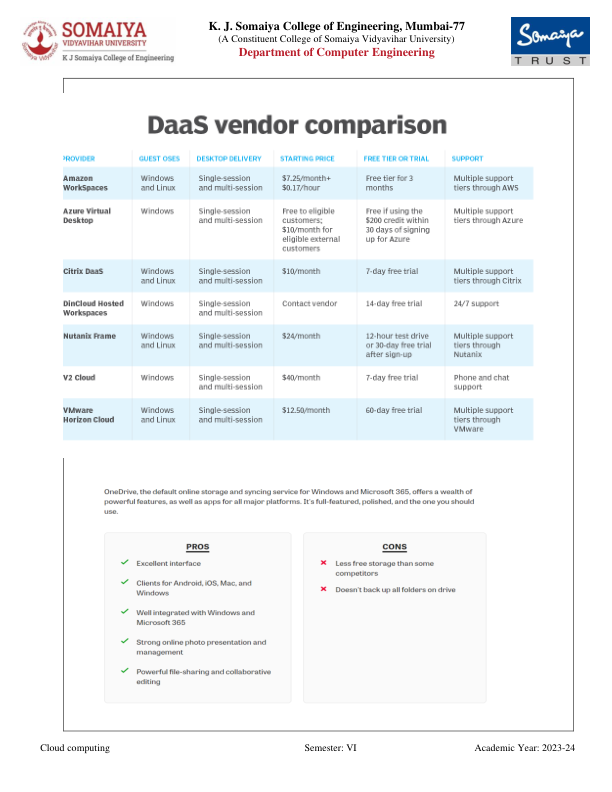 SOMAIYA
VIDYAVIHAR UNIVERSITY
K J Somaiya College of Engineering
K. J. Somaiya College of Engineering, Mumbai-77
(A Constituent College of Somaiya Vidyavihar University)
Department of Computer Engineering
Somaiya
TRUST
DaaS vendor comparison
PROVIDER GUEST OSES DESKTOP DELIVERY STARTING PRICE FREE TIER OR TRIAL SUPPORT
Amazon Windows Single-session $7.25/month+ Free tier for 3 Multiple support
WorkSpaces and Linux and multi-session $0.17/hour months tiers through AWS
Azure Virtual Windows Single-session Free to eligible Free if using the Multiple support
Desktop and multi-session customers; $200 credit within tiers through Azure
$10/month for 30 days of signing
eligible external up for Azure
customers
Citrix DaaS Windows Single-session $10/month 7-day free trial Multiple support
and Linux and multi-session tiers through Citrix
DinCloud Hosted Windows Single-session Contact vendor 14-day free trial 24/7 support
Workspaces and multi-session
Nutanix Frame Windows Single-session $24/month 12-hour test drive Multiple support
and Linux and multi-session or 30-day free trial tiers through
after sign-up Nutanix
V2 Cloud Windows Single-session $40/month 7-day free trial Phone and chat
and multi-session support
VMware Windows Single-session $12.50/month 60-day free trial Multiple support
Horizon Cloud and Linux and multi-session tiers through
VMware
OneDrive, the default online storage and syncing service for Windows and Microsoft 365, offers a wealth of
powerful features, as well as apps for all major platforms. It's full-featured, polished, and the one you should
use.
PROS
Excellent interface
Clients for Android, iOS, Mac, and
Windows
Well integrated with Windows and
Microsoft 365
Strong online photo presentation and
management
Powerful file-sharing and collaborative
editing
CONS
Less free storage than some
competitors
Doesn't back up all folders on drive
Cloud computing Semester: VI Academic Year: 2023-24